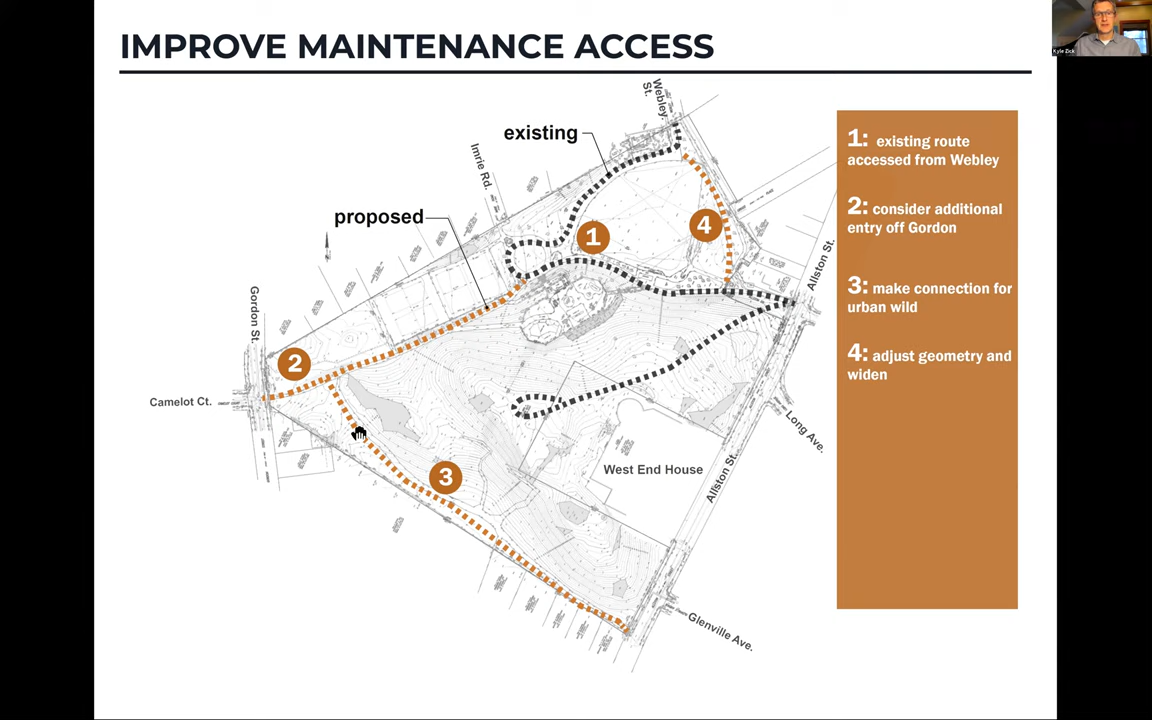 IMPROVE MAINTENANCE ACCESS
Kyle Zick
Webley
St.
existing
Imrie Rd.
proposed
1
4
Allston St.
Gordon St.
2
Camelot Ct.
3
West End House
Long Ave.
Allston St.
Glenville Ave.
1: existing route
accessed from Webley
2: consider additional
entry off Gordon
3: make connection for
urban wild
4: adjust geometry and
widen